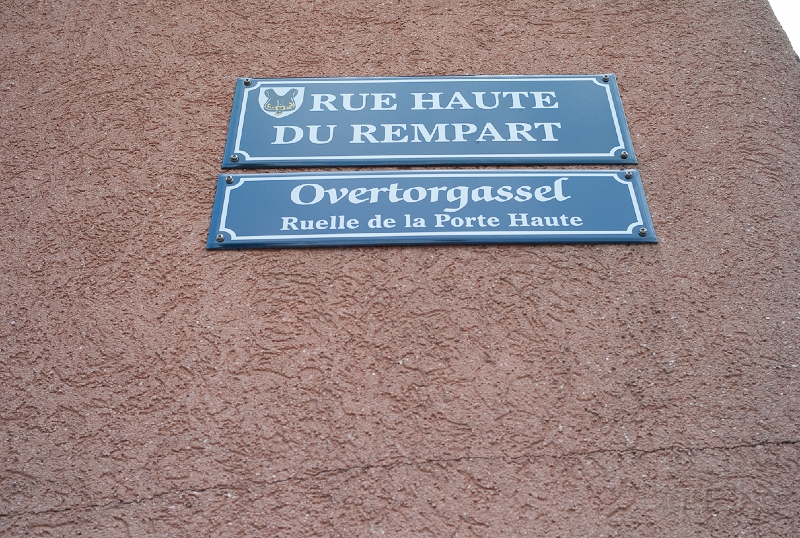 RUE HAUTE
DU REMPART
Overtorgassel
Ruelle de la Porte Haute